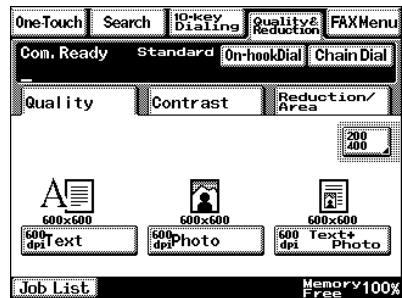 One-Touch Search 10-key Dialing Quality& Reduction FAXMenu
Com. Ready Standard On-hookDial Chain Dial
Quality Contrast Reduction/Area
200 400
A
600x600 600x600 600x600
600 dpi Text 600 dpi Photo 600 dpi Text+ Photo
Job List Memory Free 100%